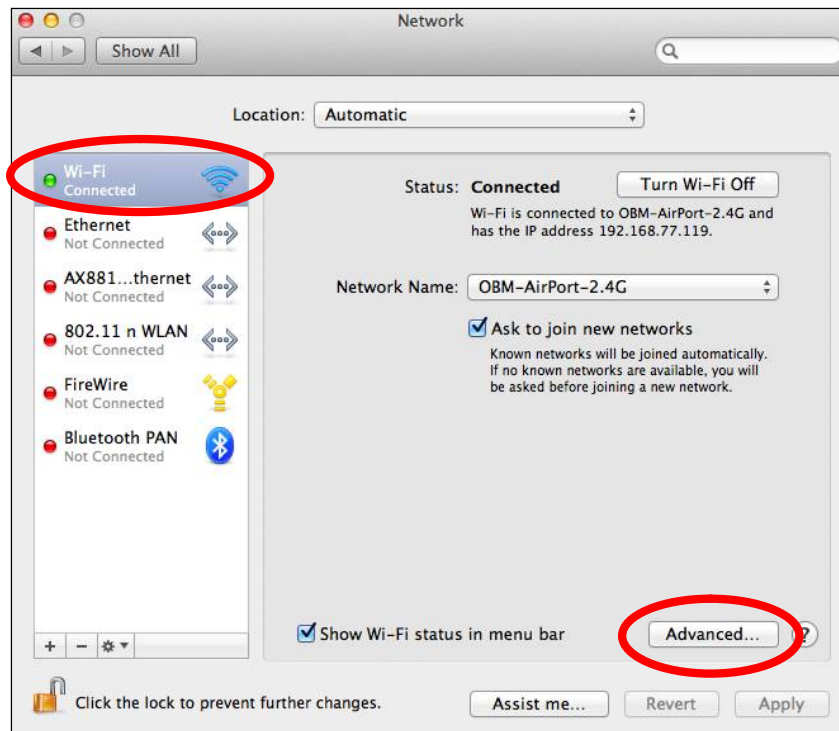 Network
Show All
Location: Automatic
Wi-Fi
Connected
Ethernet
Not Connected
AX881...thernet
Not Connected
802.11 n WLAN
Not Connected
FireWire
Not Connected
Bluetooth PAN
Not Connected
Status: Connected
Turn Wi-Fi Off
Wi-Fi is connected to OBM-AirPort-2.4G and
has the IP address 192.168.77.119.
Network Name: OBM-AirPort-2.4G
Ask to join new networks
Known networks will be joined automatically.
If no known networks are available, you will
be asked before joining a new network.
Show Wi-Fi status in menu bar
Advanced...
?
+ −
Click the lock to prevent further changes.
Assist me...
Revert
Apply